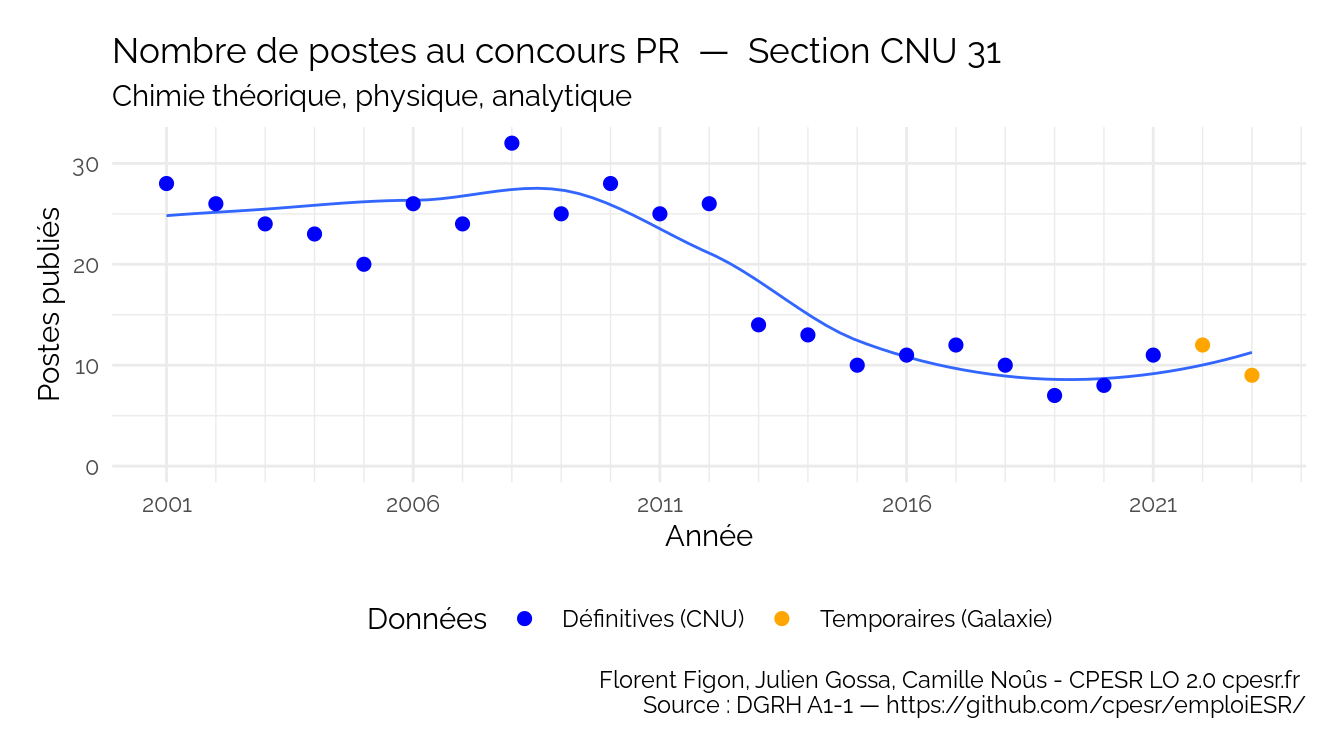 Nombre de postes au concours PR — Section CNU 31
Chimie théorique, physique, analytique
Postes publiés
30
20
10
0
2001 2006 2011 2016 2021
Année
Données Définitives (CNU) Temporaires (Galaxie)
Florent Figon, Julien Gossa, Camille Noûs - CPESR LO 2.0 cpesr.fr
Source : DGRH A1-1 — https://github.com/cpesr/emploiESR/